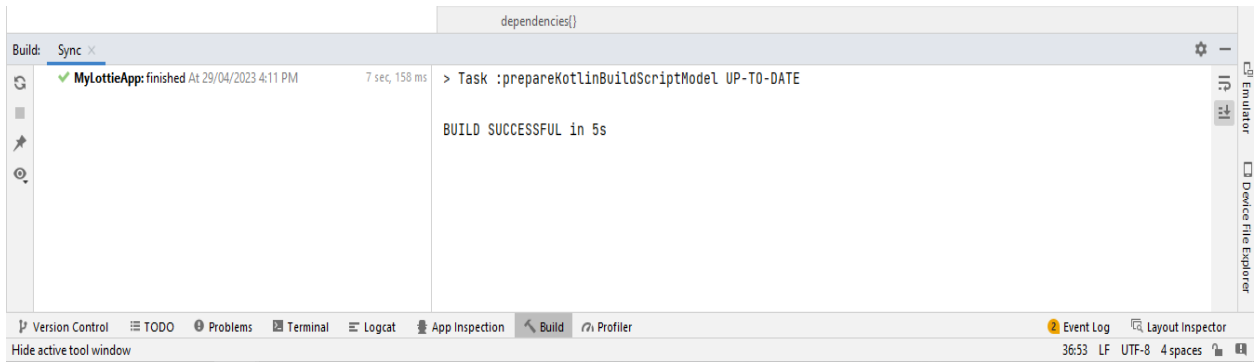 dependencies{}
Build: Sync ×
MyLottieApp: finished At 29/04/2023 4:11 PM 7 sec, 158 ms
> Task :prepareKotlinBuildScriptModel UP-TO-DATE
BUILD SUCCESSFUL in 5s
Emulator
Device File Explorer
Version Control TODO Problems Terminal Logcat App Inspection Build Profiler 2 Event Log Layout Inspector
Hide active tool window 36:53 LF UTF-8 4 spaces